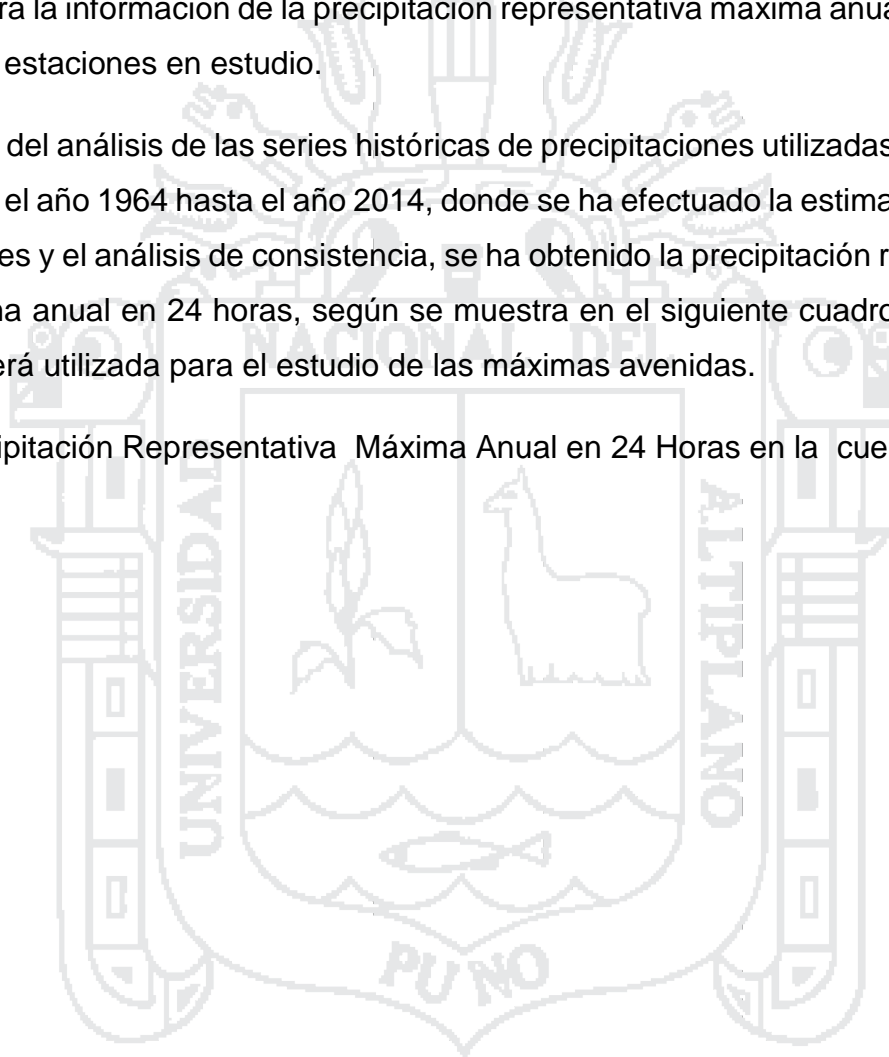 ra la información de la precipitación representativa máxima anua
estaciones en estudio.
del análisis de las series históricas de precipitaciones utilizadas
el año 1964 hasta el año 2014, donde se ha efectuado la estima
es y el análisis de consistencia, se ha obtenido la precipitación r
na anual en 24 horas, según se muestra en el siguiente cuadro
erá utilizada para el estudio de las máximas avenidas.
ipitación Representativa  Máxima Anual en 24 Horas en la  cue
NACIONAL DEL
UNIVERSIDAD
ALTIPLANO
PUNO